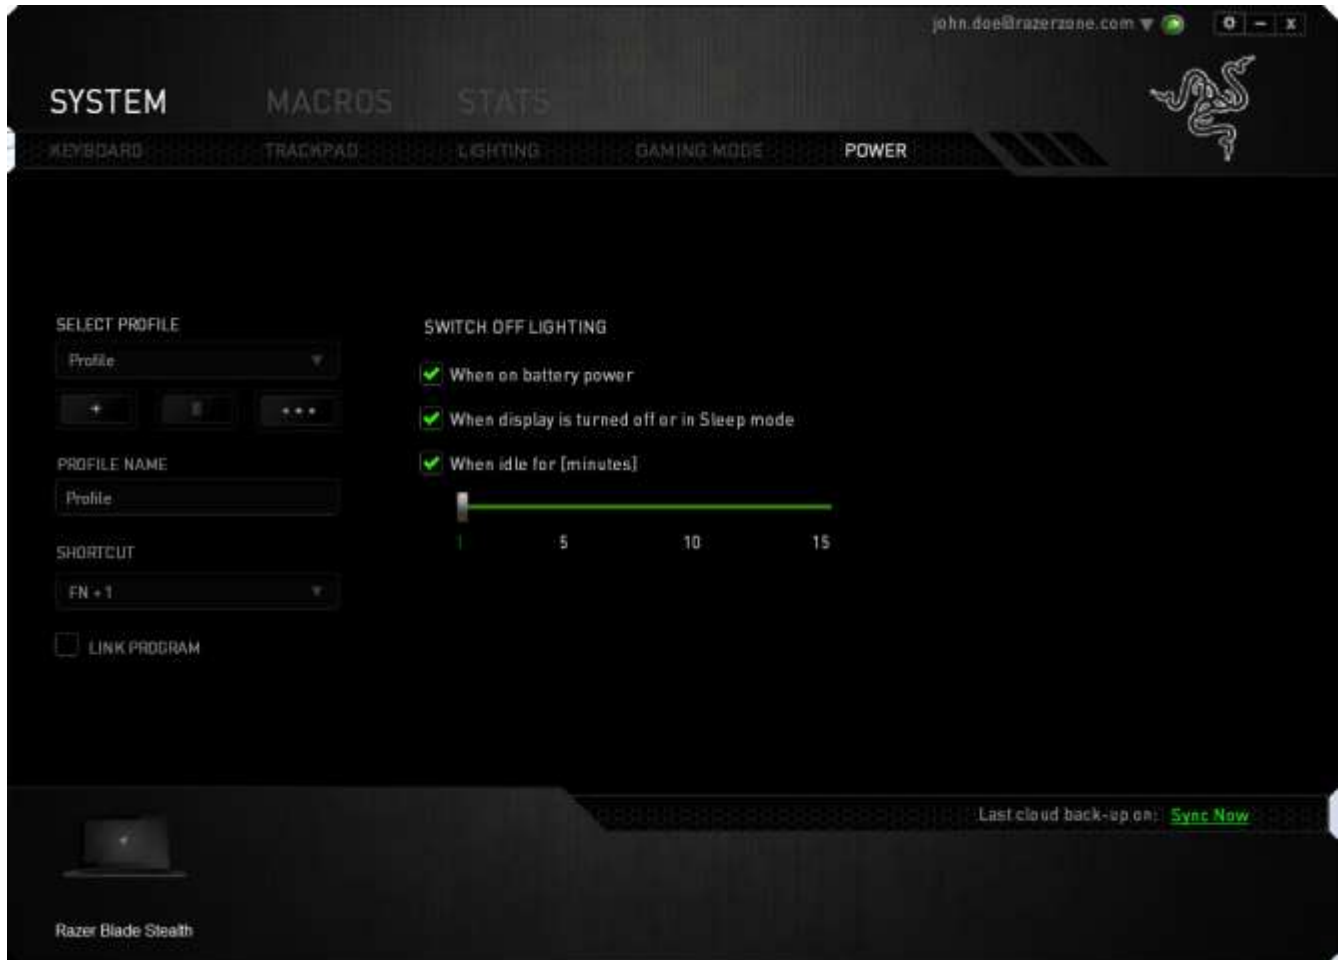 john.doe@razerzone.com
SYSTEM MACROS STATS
KEYBOARD TRACKPAD LIGHTING GAMING MODE POWER
SELECT PROFILE
Profile
PROFILE NAME
Profile
SHORTCUT
FN + 1
LINK PROGRAM
SWITCH OFF LIGHTING
When on battery power
When display is turned off or in Sleep mode
When idle for [minutes]
1 5 10 15
Last cloud back-up on: Sync Now
Razer Blade Stealth